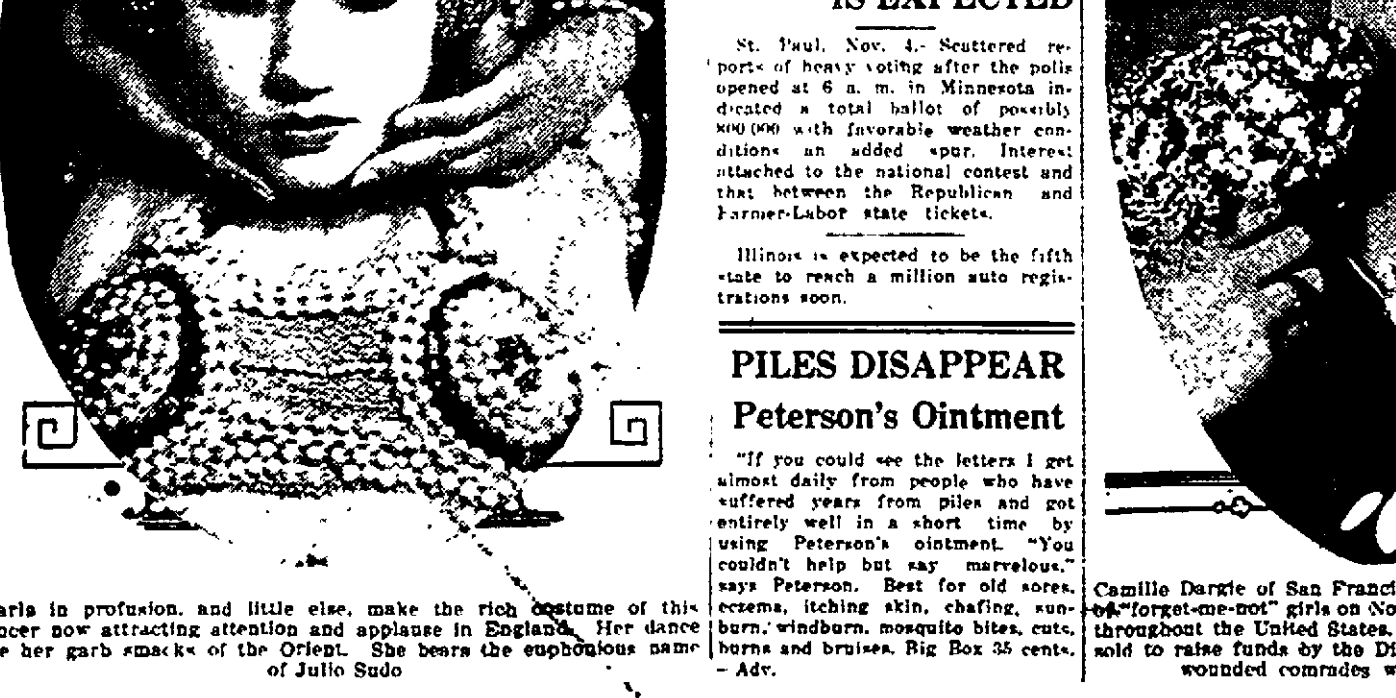 IS EXPECTED
St. Paul, Nov. 4.- Scattered re-
ports of heavy voting after the polls
opened at 6 a. m. in Minnesota in-
dicated a total ballot of possibly
800,000 with favorable weather con-
ditions an added spur. Interest
attached to the national contest and
that between the Republican and
Farmer-Labor state tickets.
Illinois is expected to be the fifth
state to reach a million auto regis-
trations soon.
PILES DISAPPEAR
Peterson's Ointment
"If you could see the letters I get
almost daily from people who have
suffered years from piles and got
entirely well in a short time by
using Peterson's ointment. "You
couldn't help but say marvelous,"
says Peterson. Best for old sores,
eczema, itching skin, chafing, sun-
burn, windburn, mosquito bites, cuts,
burns and bruises. Big Box 35 cents.
- Adv.
arls in profusion, and little else, make the rich costume of this
ncer now attracting attention and applause in England. Her dance
e her garb smacks of the Orient. She bears the euphonious name
of Julio Sudo
Camille Dargie of San Franci
of "forget-me-not" girls on No
throughout the United States.
sold to raise funds by the Di
wounded comrades w